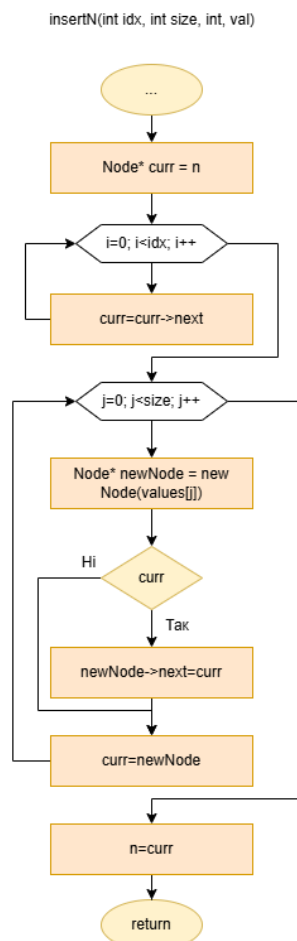 insertN(int idx, int size, int, val)
...
Node* curr = n
i=0; i<idx; i++
curr=curr->next
j=0; j<size; j++
Node* newNode = new
Node(values[j])
Ні
curr
Так
newNode->next=curr
curr=newNode
n=curr
return